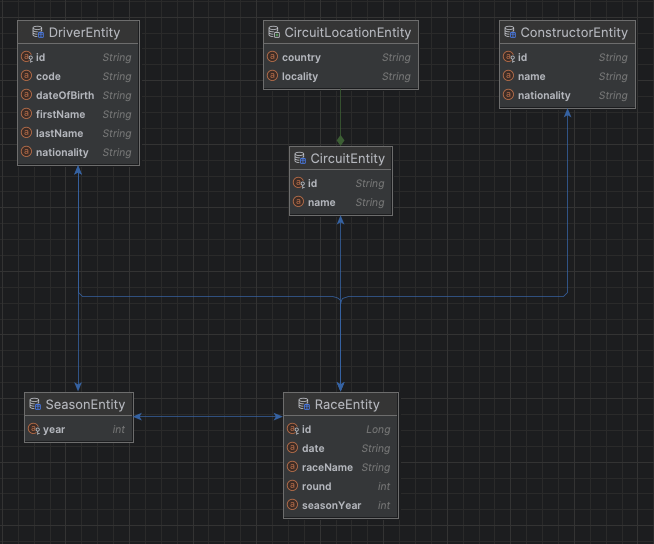 DriverEntity
id String
code String
dateOfBirth String
firstName String
lastName String
nationality String
CircuitLocationEntity
country String
locality String
ConstructorEntity
id String
name String
nationality String
CircuitEntity
id String
name String
SeasonEntity
year int
RaceEntity
id Long
date String
raceName String
round int
seasonYear int